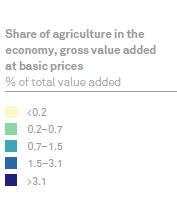 Share of agriculture in the
economy, gross value added
at basic prices
% of total value added
<0.2
0.2–0.7
0.7–1.5
1.5–3.1
>3.1